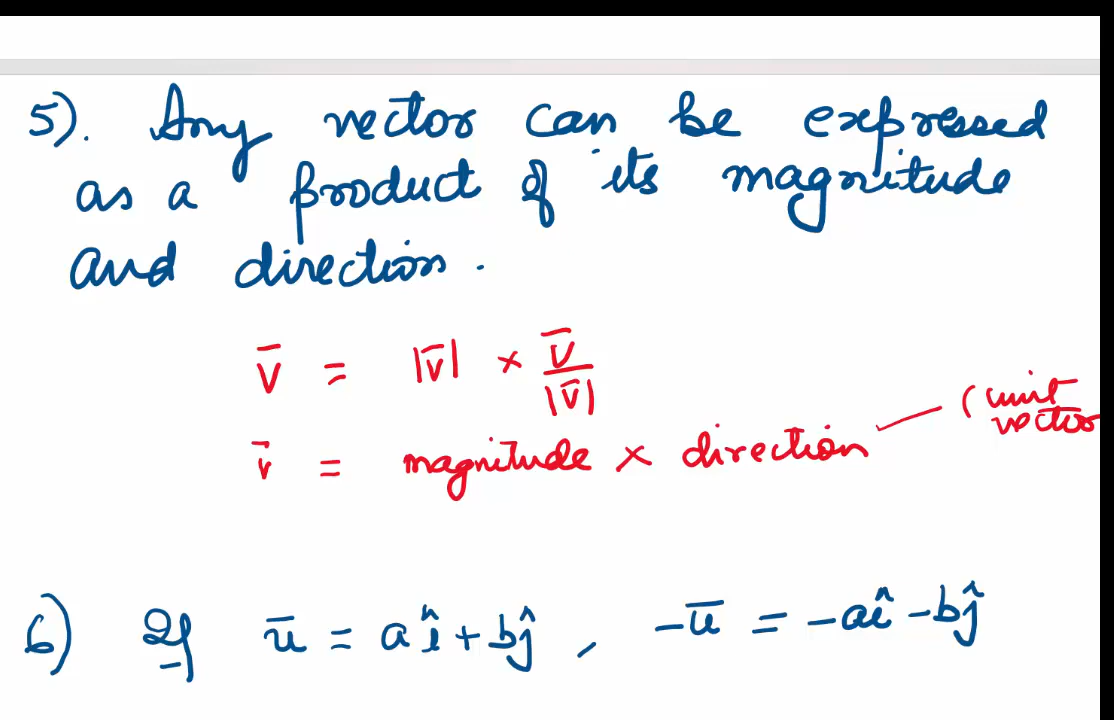 5). Any vector can be expressed
as a product of its magnitude
and direction.
v̄ = |v̄| × v̄/|v̄|
(unit
vector
v̄ = magnitude × direction
6) If ū = aî + bĵ , -ū = -aî - bĵ